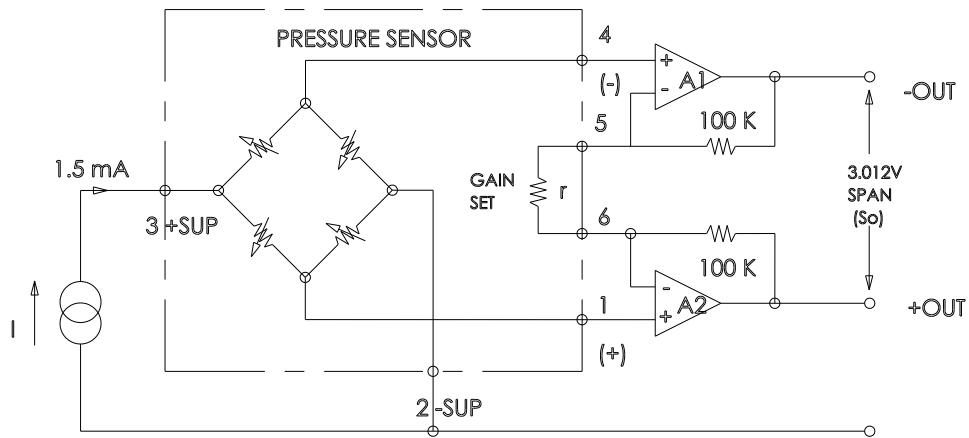 PRESSURE SENSOR
4
+
A1
-
(-)
-OUT
5
100 K
1.5 mA
GAIN
SET
r
3.012V
SPAN
(So)
3 +SUP
6
100 K
-
A2
+
1
+OUT
I
(+)
2 -SUP